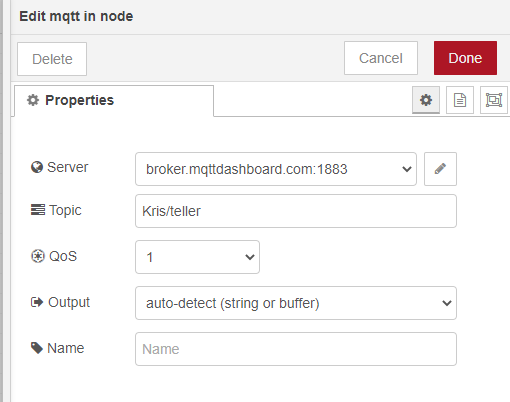 Edit mqtt in node
Delete
Cancel
Done
Properties
Server
broker.mqttdashboard.com:1883
Topic
Kris/teller
QoS
1
Output
auto-detect (string or buffer)
Name
Name